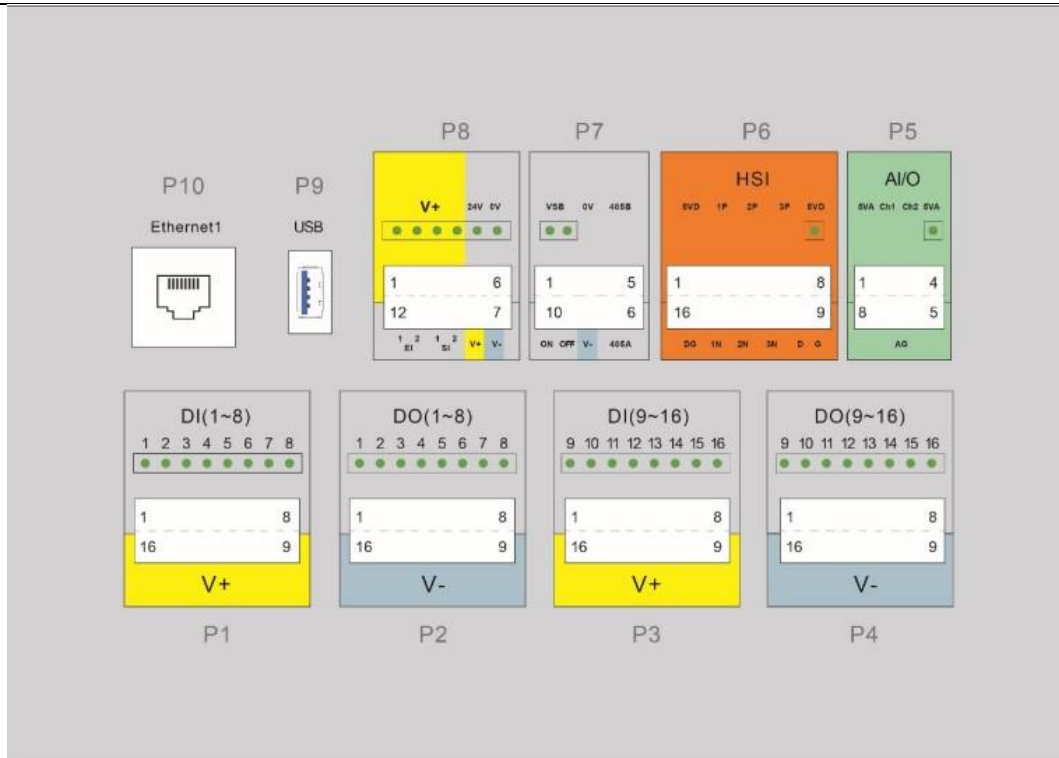 P8 P7 P6 P5
P10 P9
HSI AI/O
V+ 24V 0V VSB 0V 485B 5VD 1P 2P 3P 5VD 5VA Ch1 Ch2 5VA
Ethernet1 USB
1 6 1 5 1 8 1 4
12 7 10 6 16 9 8 5
1 2 1 2 V+ V- ON OFF V- 485A DG 1N 2N 3N D G AG
EI SI
DI(1~8) DO(1~8) DI(9~16) DO(9~16)
1 2 3 4 5 6 7 8 1 2 3 4 5 6 7 8 9 10 11 12 13 14 15 16 9 10 11 12 13 14 15 16
1 8 1 8 1 8 1 8
16 9 16 9 16 9 16 9
V+ V- V+ V-
P1 P2 P3 P4